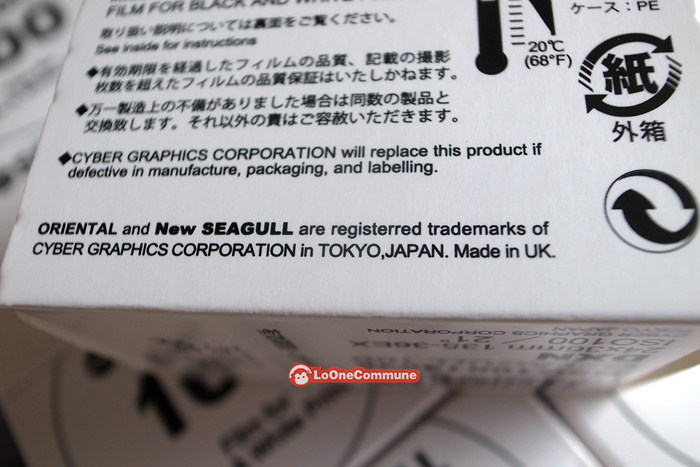 FILM FOR BLACK AND WHITE
取り扱い説明については裏面をご覧ください。
See inside for instructions
◆有効期限を経過したフィルムの品質、記載の撮影
枚数を超えたフィルムの品質保証はいたしかねます。
◆万一製造上の不備がありました場合は同数の製品と
交換致します。それ以外の責はご容赦いただきます。
◆CYBER GRAPHICS CORPORATION will replace this product if
defective in manufacture, packaging, and labelling.
ORIENTAL and New SEAGULL are registerred trademarks of
CYBER GRAPHICS CORPORATION in TOKYO,JAPAN. Made in UK.
ケース：PE
20℃
(68°F)
紙
外箱
CYBER GRAPHICS CORPORATION
ISO100/21°
135-36EX
LoOneCommune